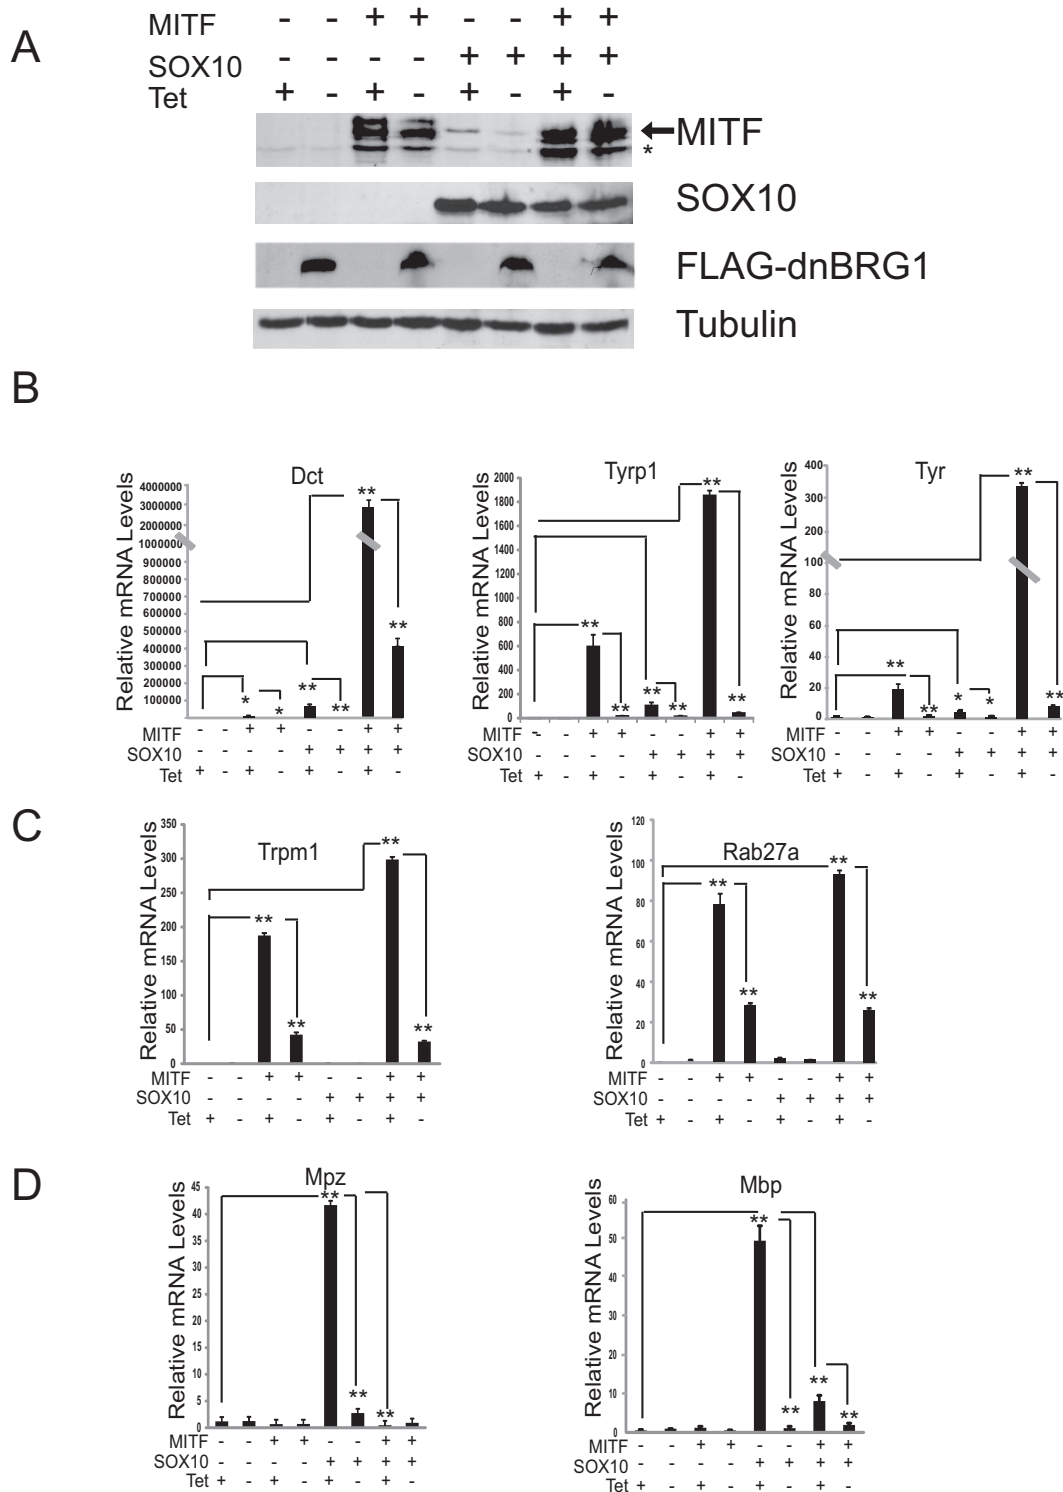 A
MITF - - + + - - + +
SOX10 - - - - + + + +
Tet + - + - + - + -
MITF
*
SOX10
FLAG-dnBRG1
Tubulin
B
Dct
Relative mRNA Levels
4000000
3000000
2000000
1000000
900000
800000
700000
600000
500000
400000
300000
200000
100000
** ** * * ** **
MITF - - + + - - + +
SOX10 - - - - + + + +
Tet + - + - + - + -
Tyrp1
Relative mRNA Levels
2000
1800
1600
1400
1200
1000
800
600
400
200
0
** ** ** ** ** **
MITF - - + + - - + +
SOX10 - - - - + + + +
Tet + - + - + - + -
Tyr
Relative mRNA Levels
400
300
200
100
80
60
40
20
0
** ** ** * * **
MITF - - + + - - + +
SOX10 - - - - + + + +
Tet + - + - + - + -
C
Trpm1
Relative mRNA Levels
350
300
250
200
150
100
50
0
** ** ** **
MITF - - + + - - + +
SOX10 - - - - + + + +
Tet + - + - + - + -
Rab27a
Relative mRNA Levels
120
100
80
60
40
20
0
** ** ** **
MITF - - + + - - + +
SOX10 - - - - + + + +
Tet + - + - + - + -
D
Mpz
Relative mRNA Levels
45
40
35
30
25
20
15
10
5
0
** ** **
MITF - - + + - - + +
SOX10 - - - - + + + +
Tet + - + - + - + -
Mbp
Relative mRNA Levels
60
50
40
30
20
10
0
** ** ** **
MITF - - + + - - + +
SOX10 - - - - + + + +
Tet + - + - + - + -